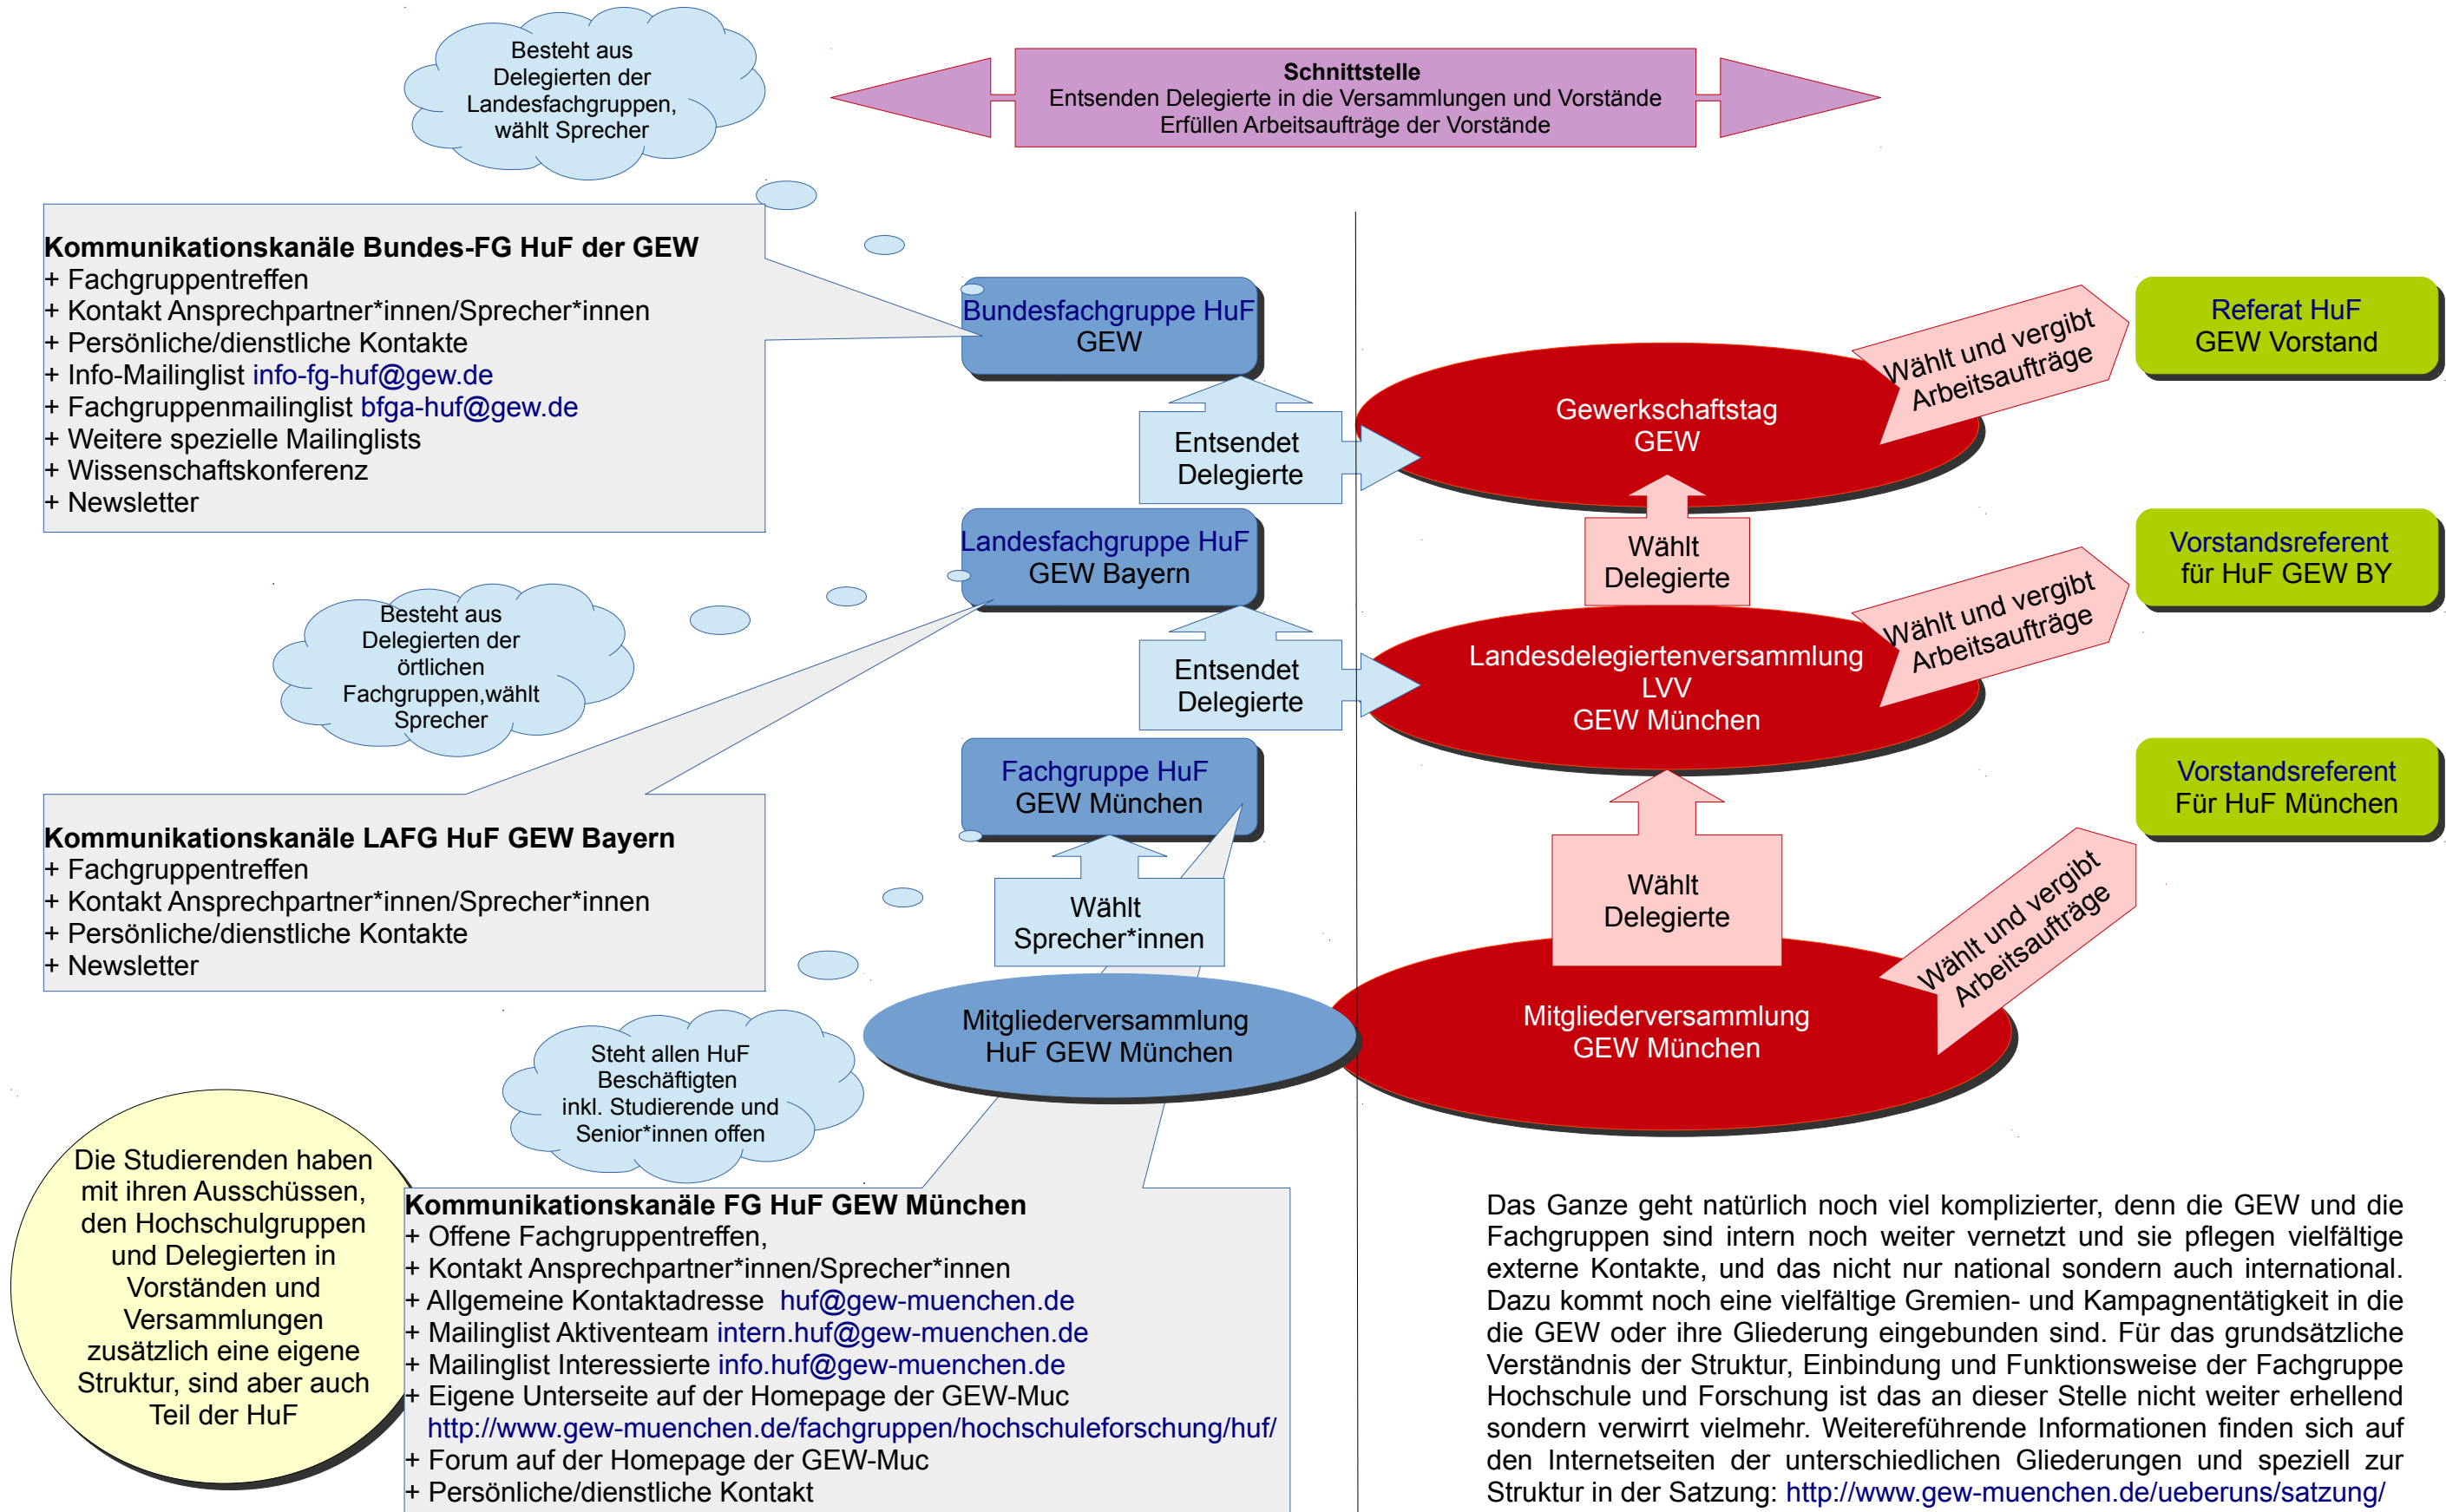 Besteht aus
Delegierten der
Landesfachgruppen,
wählt Sprecher
Schnittstelle
Entsenden Delegierte in die Versammlungen und Vorstände
Erfüllen Arbeitsaufträge der Vorstände
Kommunikationskanäle Bundes-FG HuF der GEW
+ Fachgruppentreffen
+ Kontakt Ansprechpartner*innen/Sprecher*innen
+ Persönliche/dienstliche Kontakte
+ Info-Mailinglist info-fg-huf@gew.de
+ Fachgruppenmailinglist bfga-huf@gew.de
+ Weitere spezielle Mailinglists
+ Wissenschaftskonferenz
+ Newsletter
Bundesfachgruppe HuF
GEW
Entsendet
Delegierte
Gewerkschaftstag
GEW
Wählt und vergibt
Arbeitsaufträge
Referat HuF
GEW Vorstand
Landesfachgruppe HuF
GEW Bayern
Wählt
Delegierte
Vorstandsreferent
für HuF GEW BY
Besteht aus
Delegierten der
örtlichen
Fachgruppen,wählt
Sprecher
Entsendet
Delegierte
Landesdelegiertenversammlung
LVV
GEW München
Wählt und vergibt
Arbeitsaufträge
Fachgruppe HuF
GEW München
Vorstandsreferent
Für HuF München
Kommunikationskanäle LAFG HuF GEW Bayern
+ Fachgruppentreffen
+ Kontakt Ansprechpartner*innen/Sprecher*innen
+ Persönliche/dienstliche Kontakte
+ Newsletter
Wählt
Sprecher*innen
Wählt
Delegierte
Wählt und vergibt
Arbeitsaufträge
Mitgliederversammlung
HuF GEW München
Mitgliederversammlung
GEW München
Steht allen HuF
Beschäftigten
inkl. Studierende und
Senior*innen offen
Die Studierenden haben
mit ihren Ausschüssen,
den Hochschulgruppen
und Delegierten in
Vorständen und
Versammlungen
zusätzlich eine eigene
Struktur, sind aber auch
Teil der HuF
Kommunikationskanäle FG HuF GEW München
+ Offene Fachgruppentreffen,
+ Kontakt Ansprechpartner*innen/Sprecher*innen
+ Allgemeine Kontaktadresse huf@gew-muenchen.de
+ Mailinglist Aktiventeam intern.huf@gew-muenchen.de
+ Mailinglist Interessierte info.huf@gew-muenchen.de
+ Eigene Unterseite auf der Homepage der GEW-Muc
http://www.gew-muenchen.de/fachgruppen/hochschuleforschung/huf/
+ Forum auf der Homepage der GEW-Muc
+ Persönliche/dienstliche Kontakt
Das Ganze geht natürlich noch viel komplizierter, denn die GEW und die
Fachgruppen sind intern noch weiter vernetzt und sie pflegen vielfältige
externe Kontakte, und das nicht nur national sondern auch international.
Dazu kommt noch eine vielfältige Gremien- und Kampagnentätigkeit in die
die GEW oder ihre Gliederung eingebunden sind. Für das grundsätzliche
Verständnis der Struktur, Einbindung und Funktionsweise der Fachgruppe
Hochschule und Forschung ist das an dieser Stelle nicht weiter erhellend
sondern verwirrt vielmehr. Weitereführende Informationen finden sich auf
den Internetseiten der unterschiedlichen Gliederungen und speziell zur
Struktur in der Satzung: http://www.gew-muenchen.de/ueberuns/satzung/